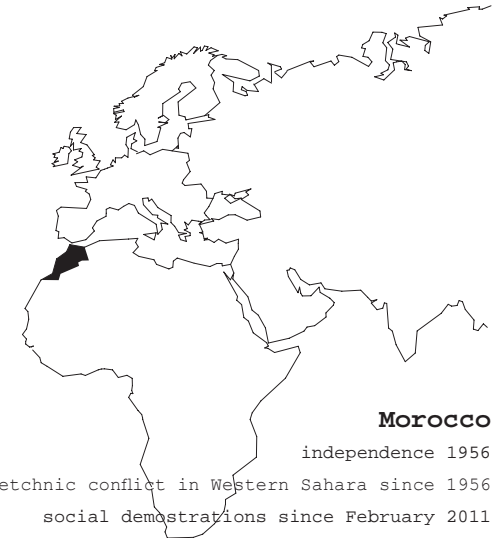 Morocco
independence 1956
etchnic conflict in Western Sahara since 1956
social demostrations since February 2011